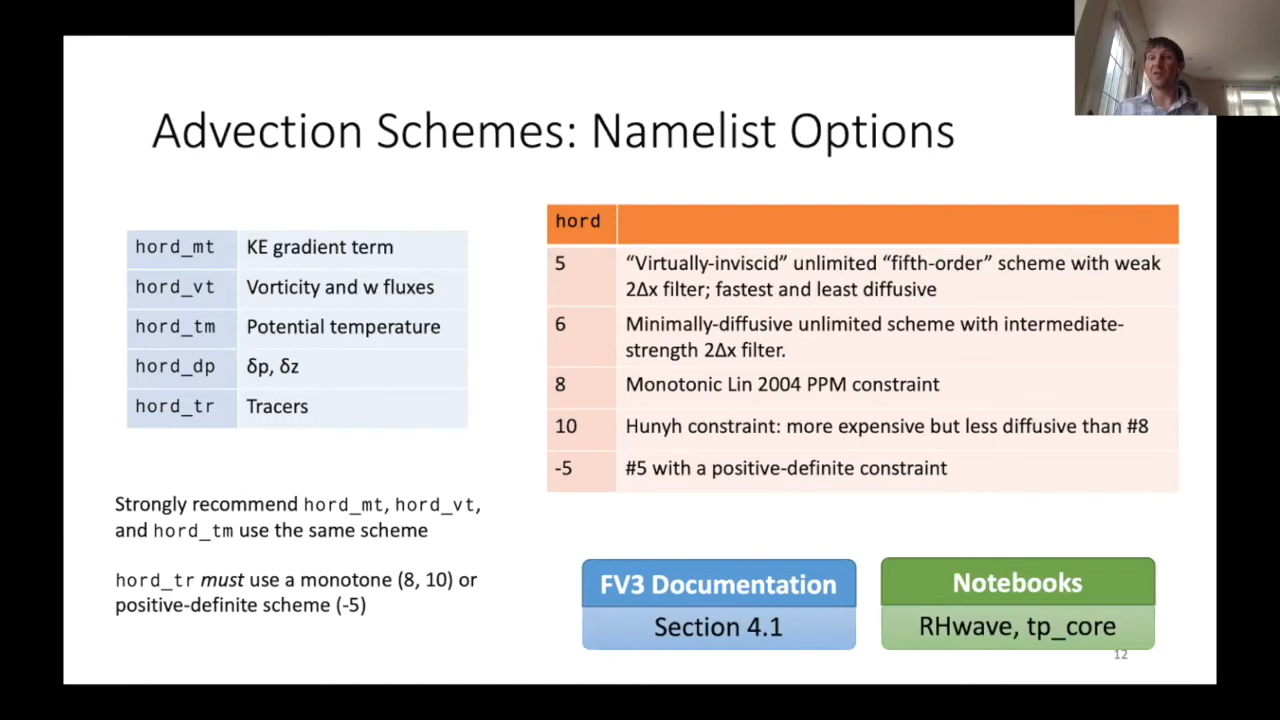 Advection Schemes: Namelist Options
hord_mt KE gradient term
hord_vt Vorticity and w fluxes
hord_tm Potential temperature
hord_dp δp, δz
hord_tr Tracers
Strongly recommend hord_mt, hord_vt,
and hord_tm use the same scheme
hord_tr must use a monotone (8, 10) or
positive-definite scheme (-5)
hord
5 “Virtually-inviscid” unlimited “fifth-order” scheme with weak
2Δx filter; fastest and least diffusive
6 Minimally-diffusive unlimited scheme with intermediate-
strength 2Δx filter.
8 Monotonic Lin 2004 PPM constraint
10 Hunyh constraint: more expensive but less diffusive than #8
-5 #5 with a positive-definite constraint
FV3 Documentation
Section 4.1
Notebooks
RHwave, tp_core
12